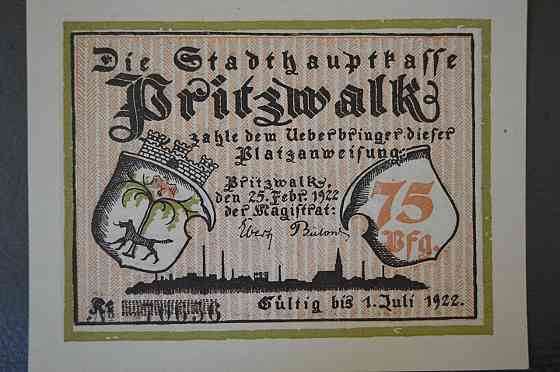 Die Stadthauptkasse
Pritzwalk
zahle dem Ueberbringer dieser
Platzanweisung:
Pritzwalk,
den 25. Febr. 1922
der Magistrat:
75
Pfg.
Gültig bis 1. Juli 1922.